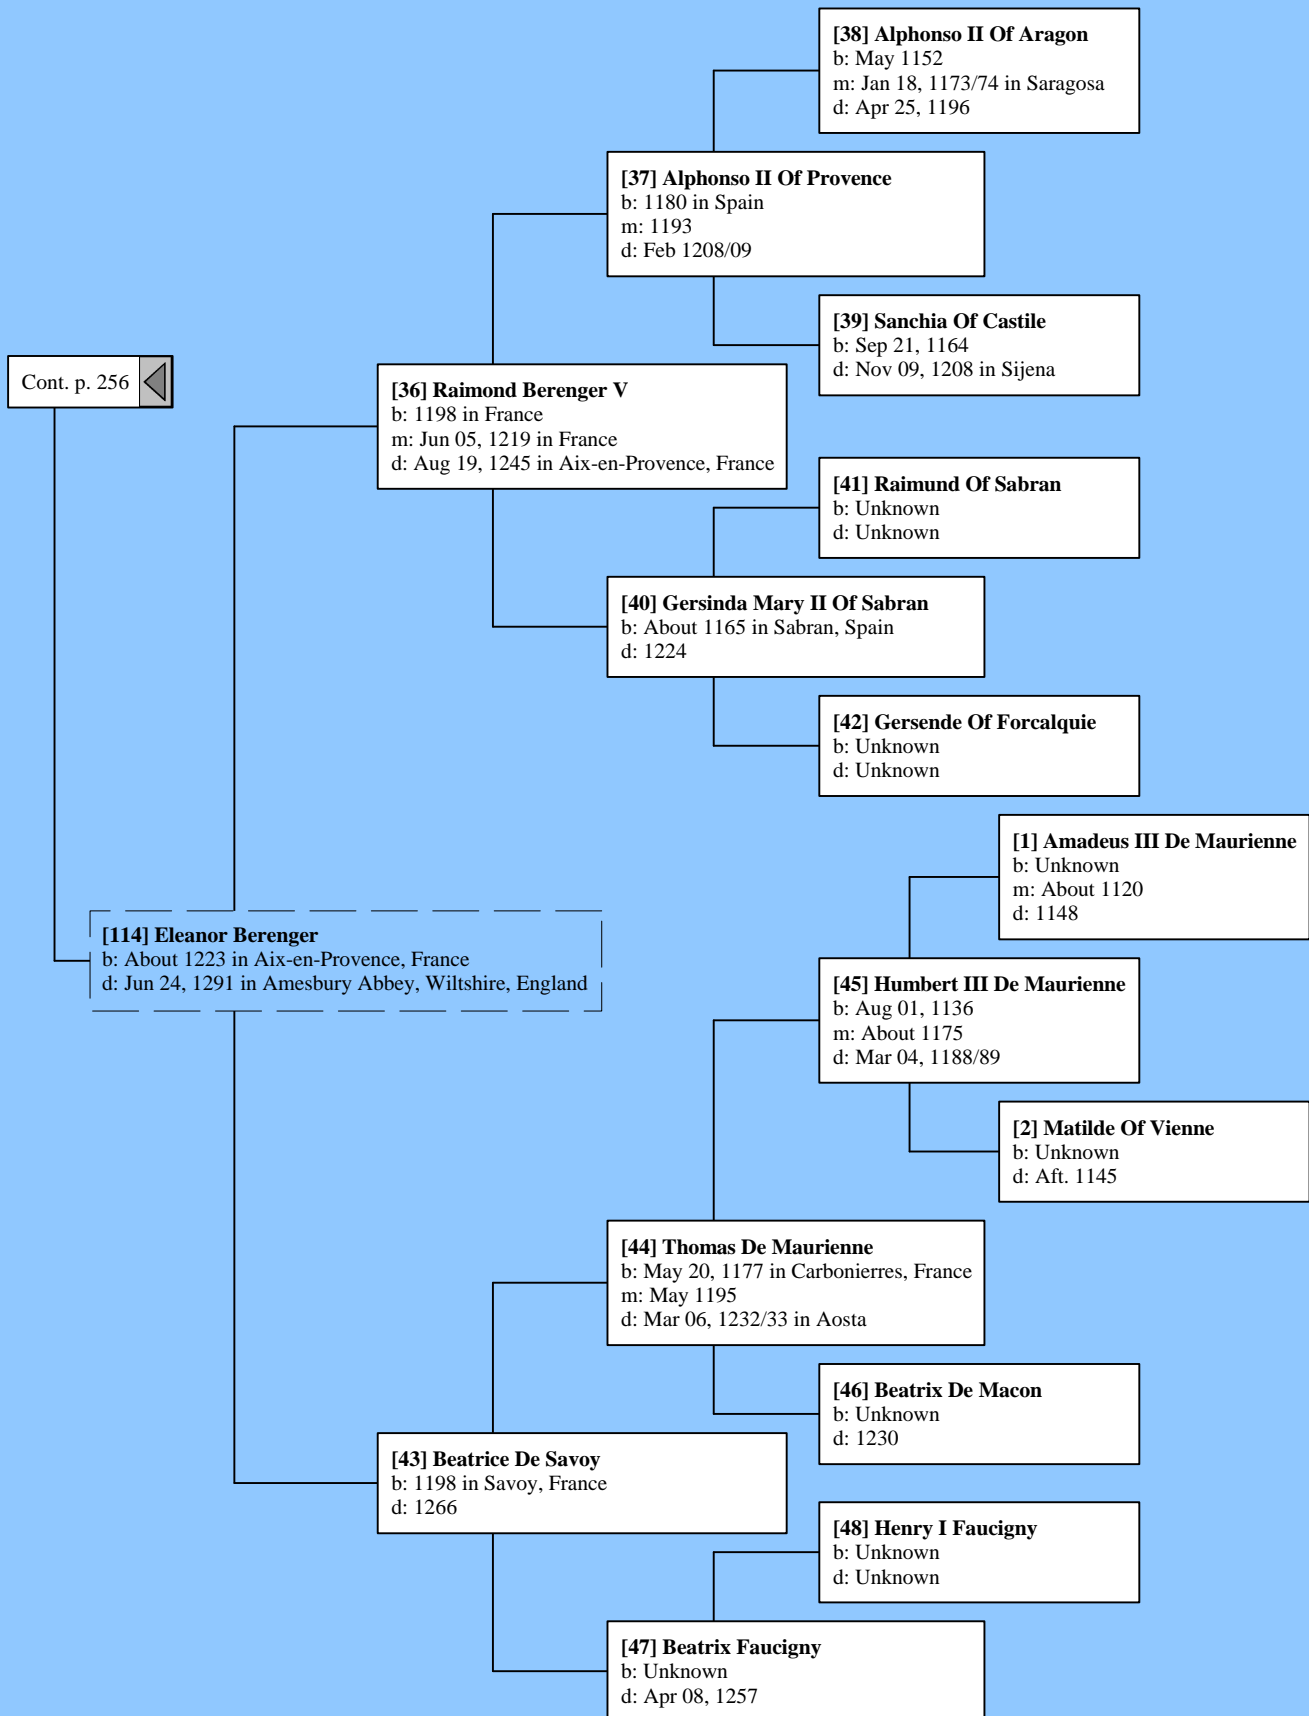 [38] Alphonso II Of Aragon
b: May 1152
m: Jan 18, 1173/74 in Saragosa
d: Apr 25, 1196
[37] Alphonso II Of Provence
b: 1180 in Spain
m: 1193
d: Feb 1208/09
[39] Sanchia Of Castile
b: Sep 21, 1164
d: Nov 09, 1208 in Sijena
Cont. p. 256
[36] Raimond Berenger V
b: 1198 in France
m: Jun 05, 1219 in France
d: Aug 19, 1245 in Aix-en-Provence, France
[41] Raimund Of Sabran
b: Unknown
d: Unknown
[40] Gersinda Mary II Of Sabran
b: About 1165 in Sabran, Spain
d: 1224
[42] Gersende Of Forcalquie
b: Unknown
d: Unknown
[1] Amadeus III De Maurienne
b: Unknown
m: About 1120
d: 1148
[114] Eleanor Berenger
b: About 1223 in Aix-en-Provence, France
d: Jun 24, 1291 in Amesbury Abbey, Wiltshire, England
[45] Humbert III De Maurienne
b: Aug 01, 1136
m: About 1175
d: Mar 04, 1188/89
[2] Matilde Of Vienne
b: Unknown
d: Aft. 1145
[44] Thomas De Maurienne
b: May 20, 1177 in Carbonierres, France
m: May 1195
d: Mar 06, 1232/33 in Aosta
[46] Beatrix De Macon
b: Unknown
d: 1230
[43] Beatrice De Savoy
b: 1198 in Savoy, France
d: 1266
[48] Henry I Faucigny
b: Unknown
d: Unknown
[47] Beatrix Faucigny
b: Unknown
d: Apr 08, 1257